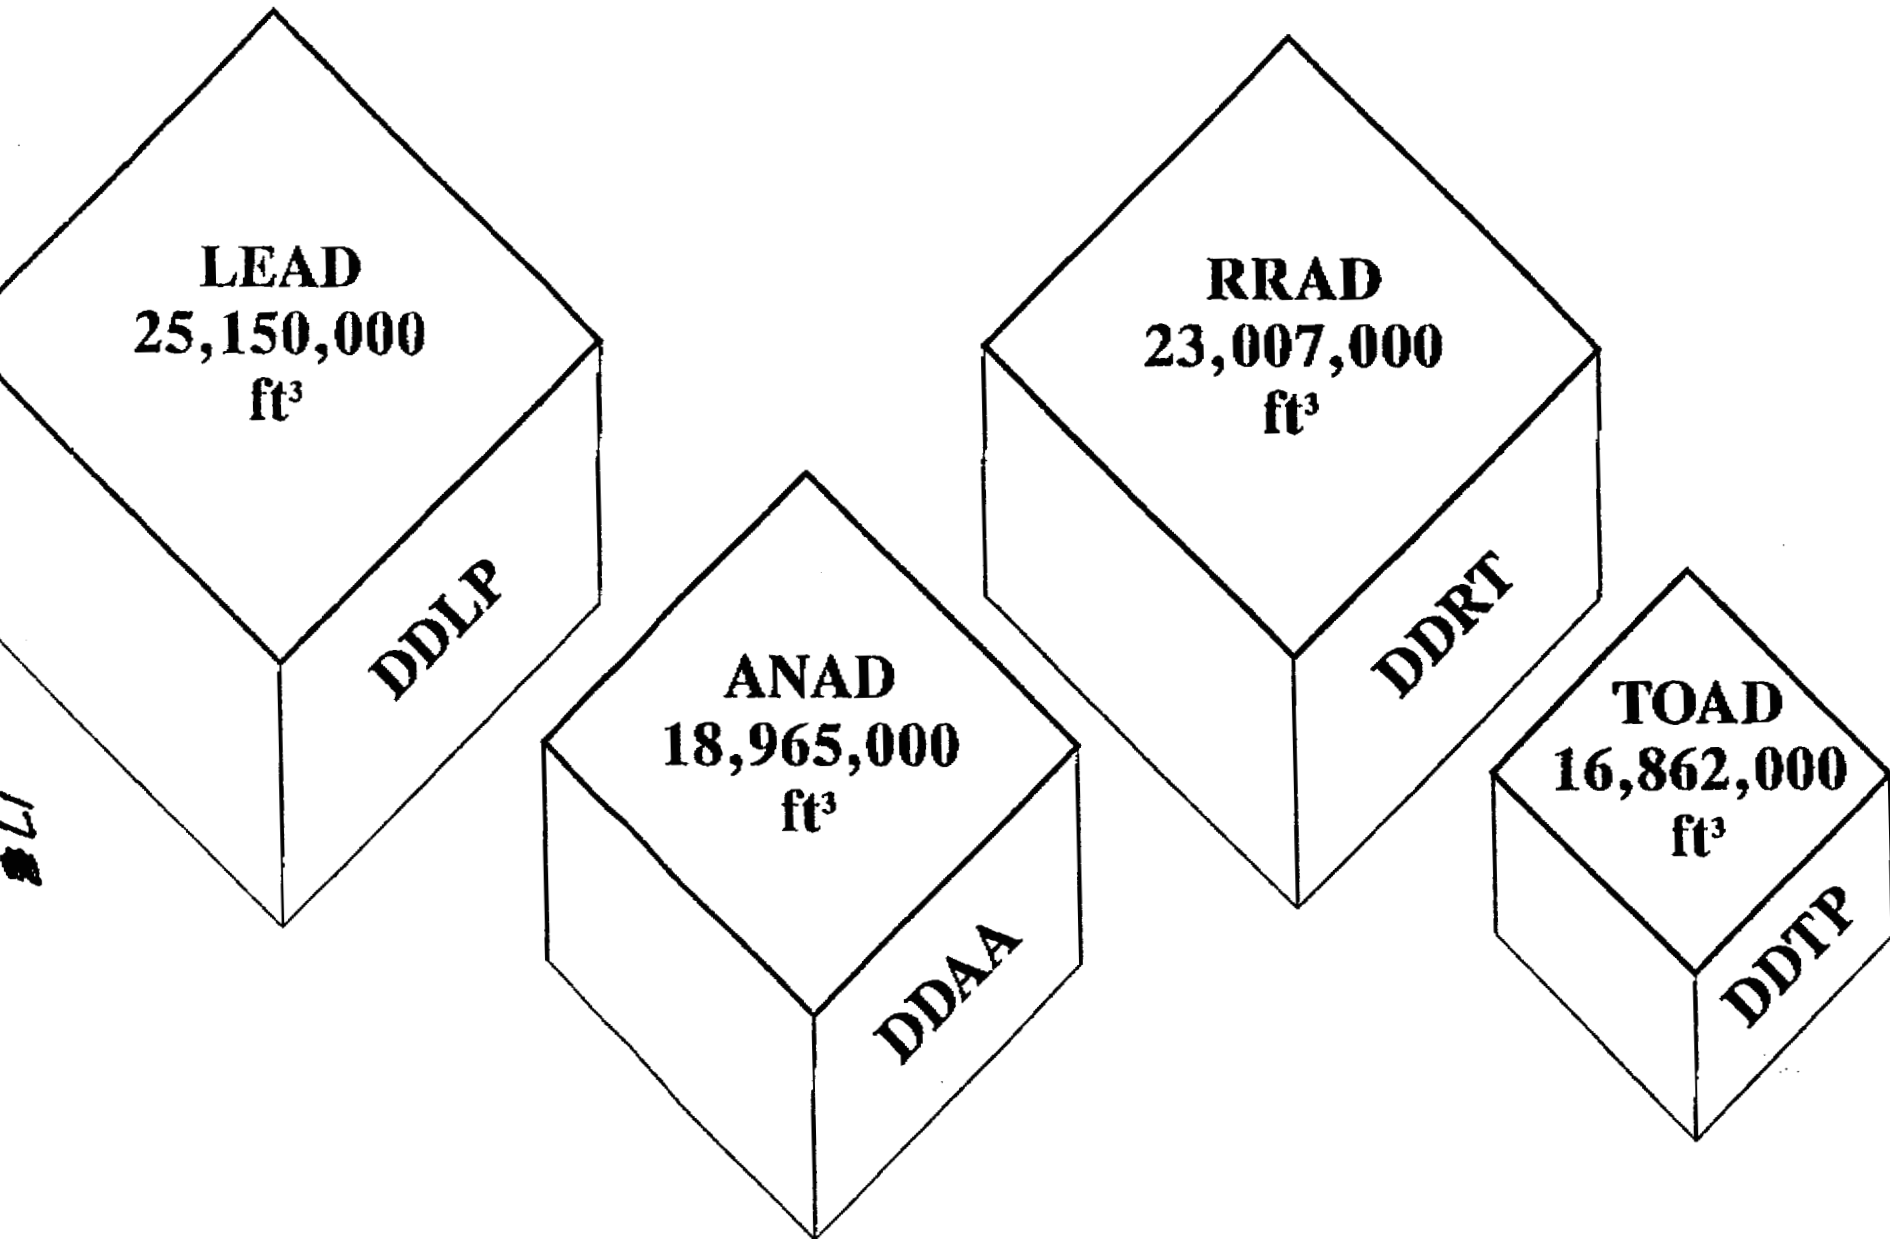 LEAD
25,150,000
ft³
DDLP
RRAD
23,007,000
ft³
DDRT
ANAD
18,965,000
ft³
DDAA
TOAD
16,862,000
ft³
DDTP